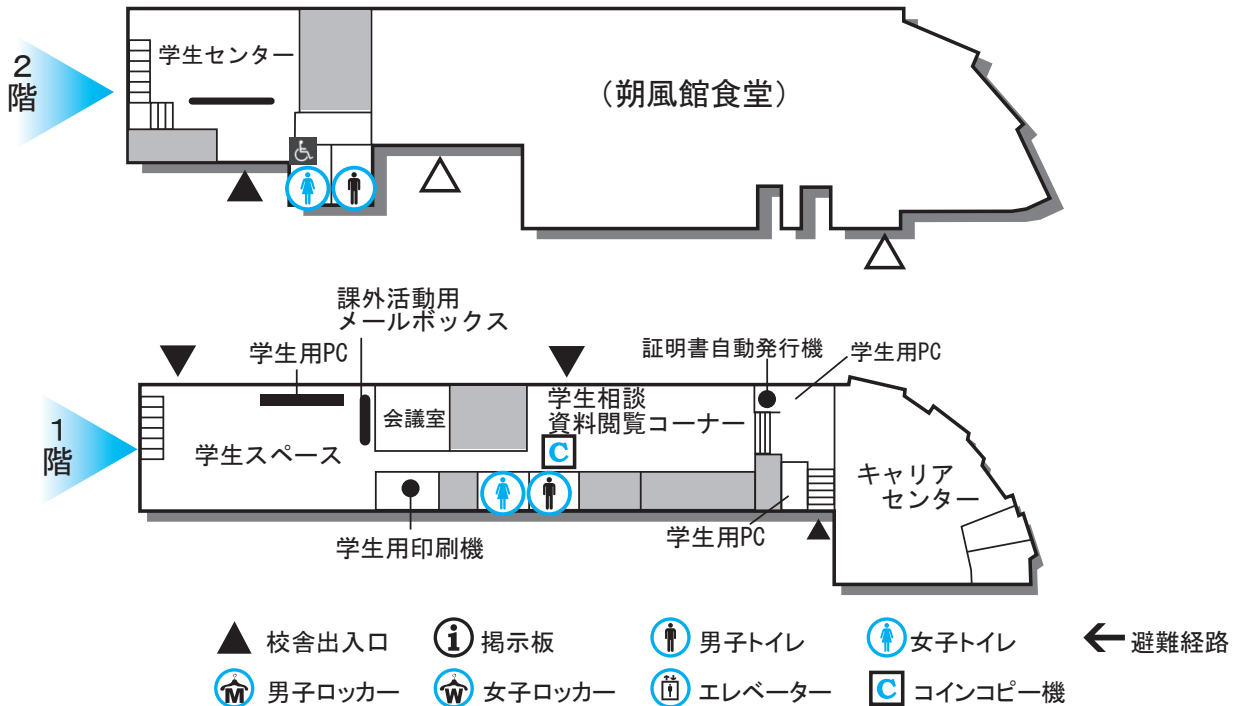 2
階
学生センター
（朔風館食堂）
課外活動用
メールボックス
学生用PC
証明書自動発行機
学生用PC
1
階
会議室
学生相談
資料閲覧コーナー
C
学生スペース
キャリア
センター
学生用印刷機
学生用PC
校舎出入口
i 掲示板
男子トイレ
女子トイレ
避難経路
M 男子ロッカー
W 女子ロッカー
エレベーター
C コインコピー機